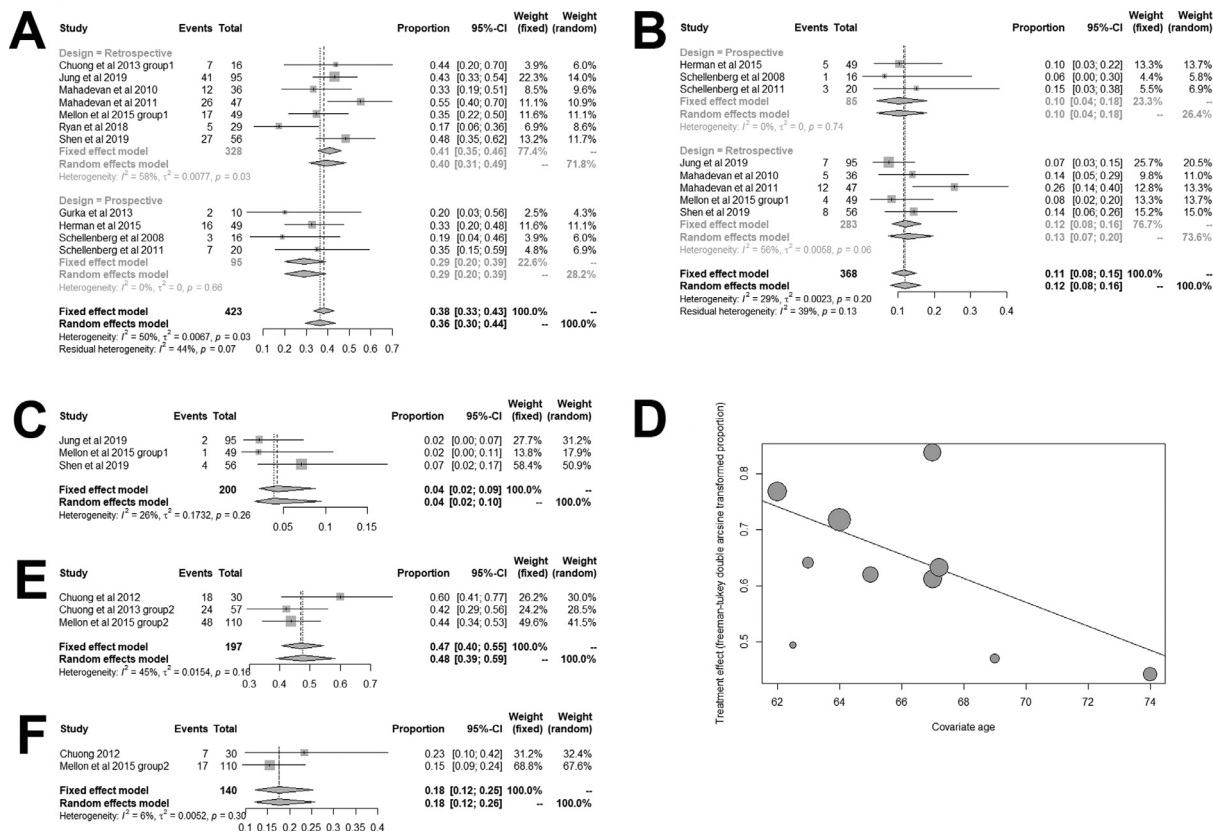 A
Weight Weight
Study Events Total Proportion 95%-CI (fixed) (random)
Design = Retrospective
Chuong et al 2013 group1 7 16 0.44 [0.20; 0.70] 3.9% 6.0%
Jung et al 2019 41 95 0.43 [0.33; 0.54] 22.3% 14.0%
Mahadevan et al 2010 12 36 0.33 [0.19; 0.51] 8.5% 9.6%
Mahadevan et al 2011 26 47 0.55 [0.40; 0.70] 11.1% 10.9%
Mellon et al 2015 group1 17 49 0.35 [0.22; 0.50] 11.6% 11.1%
Ryan et al 2018 5 29 0.17 [0.06; 0.36] 6.9% 8.6%
Shen et al 2019 27 56 0.48 [0.35; 0.62] 13.2% 11.7%
Fixed effect model 328 0.41 [0.35; 0.46] 77.4% --
Random effects model 0.40 [0.31; 0.49] -- 71.8%
Heterogeneity: I² = 58%, τ² = 0.0077, p = 0.03
Design = Prospective
Gurka et al 2013 2 10 0.20 [0.03; 0.56] 2.5% 4.3%
Herman et al 2015 16 49 0.33 [0.20; 0.48] 11.6% 11.1%
Schellenberg et al 2008 3 16 0.19 [0.04; 0.46] 3.9% 6.0%
Schellenberg et al 2011 7 20 0.35 [0.15; 0.59] 4.8% 6.9%
Fixed effect model 95 0.29 [0.20; 0.39] 22.6% --
Random effects model 0.29 [0.20; 0.39] -- 28.2%
Heterogeneity: I² = 0%, τ² = 0, p = 0.66
Fixed effect model 423 0.38 [0.33; 0.43] 100.0% --
Random effects model 0.36 [0.30; 0.44] -- 100.0%
Heterogeneity: I² = 50%, τ² = 0.0067, p = 0.03
Residual heterogeneity: I² = 44%, p = 0.07
0.1 0.2 0.3 0.4 0.5 0.6 0.7
B
Weight Weight
Study Events Total Proportion 95%-CI (fixed) (random)
Design = Prospective
Herman et al 2015 5 49 0.10 [0.03; 0.22] 13.3% 13.7%
Schellenberg et al 2008 1 16 0.06 [0.00; 0.30] 4.4% 5.8%
Schellenberg et al 2011 3 20 0.15 [0.03; 0.38] 5.5% 6.9%
Fixed effect model 85 0.10 [0.04; 0.18] 23.3% --
Random effects model 0.10 [0.04; 0.18] -- 26.4%
Heterogeneity: I² = 0%, τ² = 0, p = 0.74
Design = Retrospective
Jung et al 2019 7 95 0.07 [0.03; 0.15] 25.7% 20.5%
Mahadevan et al 2010 5 36 0.14 [0.05; 0.29] 9.8% 11.0%
Mahadevan et al 2011 12 47 0.26 [0.14; 0.40] 12.8% 13.3%
Mellon et al 2015 group1 4 49 0.08 [0.02; 0.20] 13.3% 13.7%
Shen et al 2019 8 56 0.14 [0.06; 0.26] 15.2% 15.0%
Fixed effect model 283 0.12 [0.08; 0.16] 76.7% --
Random effects model 0.13 [0.07; 0.20] -- 73.6%
Heterogeneity: I² = 56%, τ² = 0.0058, p = 0.06
Fixed effect model 368 0.11 [0.08; 0.15] 100.0% --
Random effects model 0.12 [0.08; 0.16] -- 100.0%
Heterogeneity: I² = 29%, τ² = 0.0023, p = 0.20
Residual heterogeneity: I² = 39%, p = 0.13
0.1 0.2 0.3 0.4
C
Weight Weight
Study Events Total Proportion 95%-CI (fixed) (random)
Jung et al 2019 2 95 0.02 [0.00; 0.07] 27.7% 31.2%
Mellon et al 2015 group1 1 49 0.02 [0.00; 0.11] 13.8% 17.9%
Shen et al 2019 4 56 0.07 [0.02; 0.17] 58.4% 50.9%
Fixed effect model 200 0.04 [0.02; 0.09] 100.0% --
Random effects model 0.04 [0.02; 0.10] -- 100.0%
Heterogeneity: I² = 26%, τ² = 0.1732, p = 0.26
0.05 0.1 0.15
D
Treatment effect (freeman-tukey double arcsine transformed proportion)
0.8
0.7
0.6
0.5
62 64 66 68 70 72 74
Covariate age
E
Weight Weight
Study Events Total Proportion 95%-CI (fixed) (random)
Chuong et al 2012 18 30 0.60 [0.41; 0.77] 26.2% 30.0%
Chuong et al 2013 group2 24 57 0.42 [0.29; 0.56] 24.2% 28.5%
Mellon et al 2015 group2 48 110 0.44 [0.34; 0.53] 49.6% 41.5%
Fixed effect model 197 0.47 [0.40; 0.55] 100.0% --
Random effects model 0.48 [0.39; 0.59] -- 100.0%
Heterogeneity: I² = 45%, τ² = 0.0154, p = 0.16
0.3 0.4 0.5 0.6 0.7
F
Weight Weight
Study Events Total Proportion 95%-CI (fixed) (random)
Chuong 2012 7 30 0.23 [0.10; 0.42] 31.2% 32.4%
Mellon et al 2015 group2 17 110 0.15 [0.09; 0.24] 68.8% 67.6%
Fixed effect model 140 0.18 [0.12; 0.25] 100.0% --
Random effects model 0.18 [0.12; 0.26] -- 100.0%
Heterogeneity: I² = 6%, τ² = 0.0052, p = 0.30
0.1 0.15 0.2 0.25 0.3 0.35 0.4